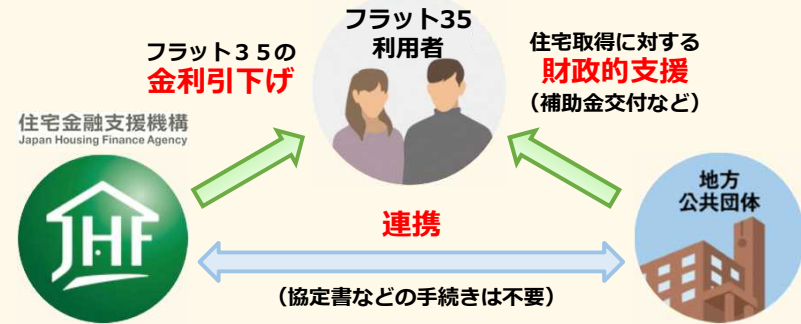 フラット35
利用者
フラット３５の
金利引下げ
住宅取得に対する
財政的支援
（補助金交付など）
住宅金融支援機構
Japan Housing Finance Agency
JHF
地方
公共団体
連携
（協定書などの手続きは不要）